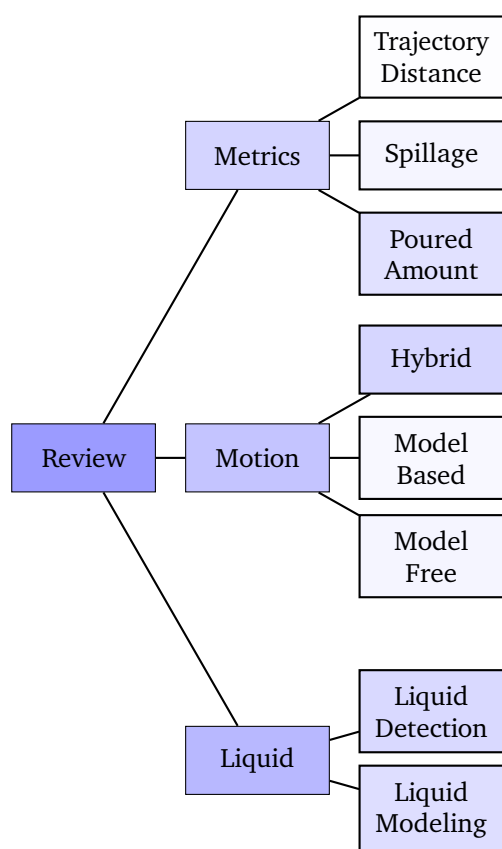 Trajectory
Distance
Metrics
Spillage
Poured
Amount
Hybrid
Review
Motion
Model
Based
Model
Free
Liquid
Detection
Liquid
Liquid
Modeling